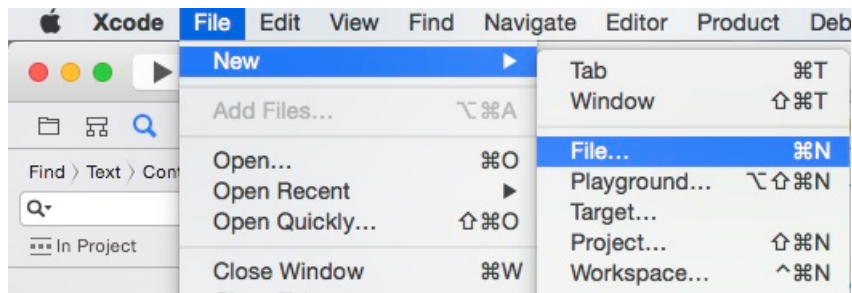 Xcode File Edit View Find Navigate Editor Product Deb
New
Add Files... ⌥⌘A
Open... ⌘O
Open Recent
Open Quickly... ⇧⌘O
Close Window ⌘W
Tab ⌘T
Window ⇧⌘T
File... ⌘N
Playground... ⌥⇧⌘N
Target...
Project... ⇧⌘N
Workspace... ^⌘N
Find 〉 Text 〉 Con
In Project